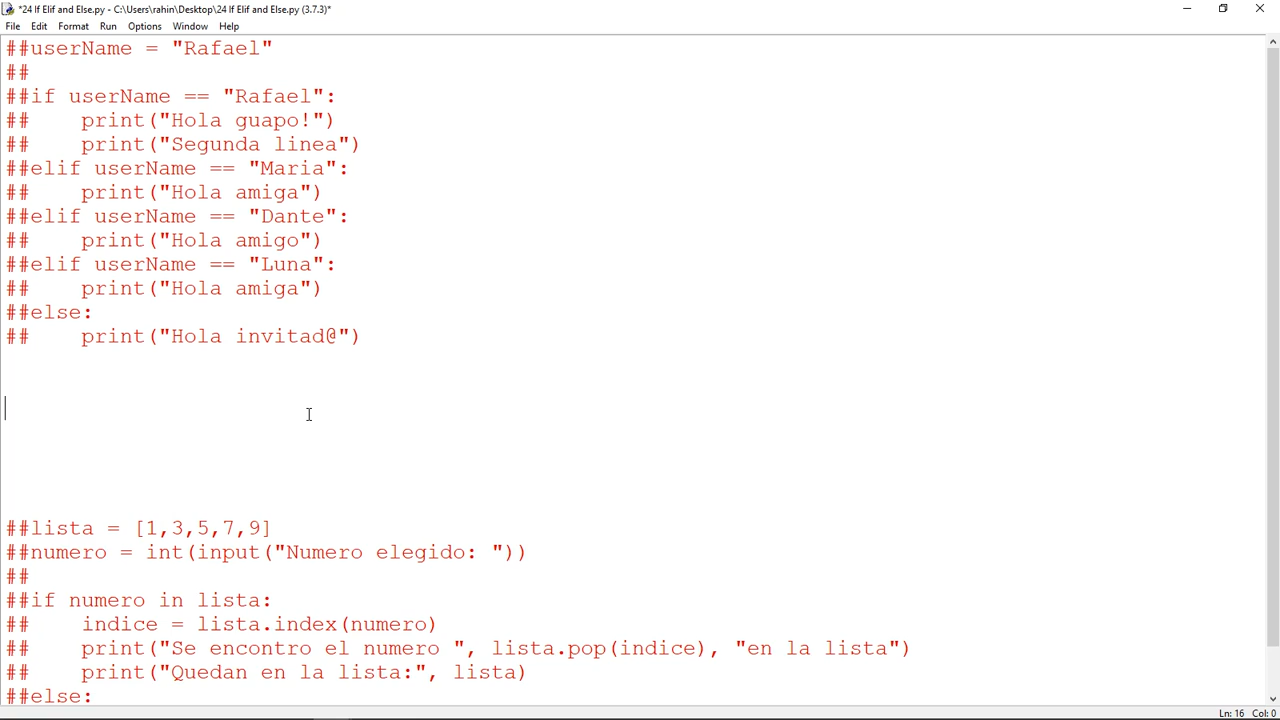 *24 If Elif and Else.py - C:\Users\rahin\Desktop\24 If Elif and Else.py (3.7.3)*
File Edit Format Run Options Window Help
##userName = "Rafael"
##
##if userName == "Rafael":
##    print("Hola guapo!")
##    print("Segunda linea")
##elif userName == "Maria":
##    print("Hola amiga")
##elif userName == "Dante":
##    print("Hola amigo")
##elif userName == "Luna":
##    print("Hola amiga")
##else:
##    print("Hola invitad@")
##lista = [1,3,5,7,9]
##numero = int(input("Numero elegido: "))
##
##if numero in lista:
##    indice = lista.index(numero)
##    print("Se encontro el numero ", lista.pop(indice), "en la lista")
##    print("Quedan en la lista:", lista)
##else:
Ln: 16 Col: 0